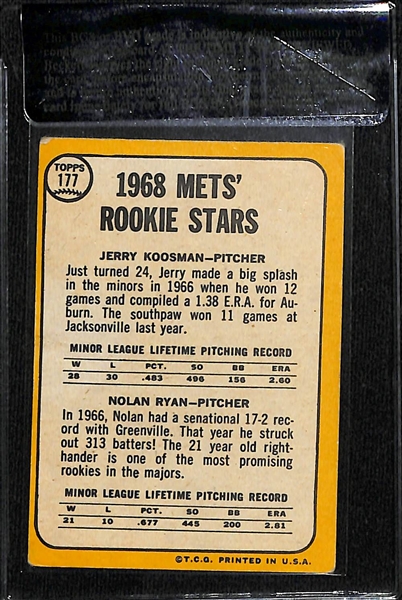 TOPPS
177
1968 METS'
ROOKIE STARS
JERRY KOOSMAN—PITCHER
Just turned 24, Jerry made a big splash
in the minors in 1966 when he won 12
games and compiled a 1.38 E.R.A. for Au-
burn. The southpaw won 11 games at
Jacksonville last year.
MINOR LEAGUE LIFETIME PITCHING RECORD
W L PCT. SO BB ERA
28 30 .483 496 156 2.60
NOLAN RYAN—PITCHER
In 1966, Nolan had a senational 17-2 rec-
ord with Greenville. That year he struck
out 313 batters! The 21 year old right-
hander is one of the most promising
rookies in the majors.
MINOR LEAGUE LIFETIME PITCHING RECORD
W L PCT. SO BB ERA
21 10 .677 445 200 2.81
©T.C.G. PRINTED IN U.S.A.